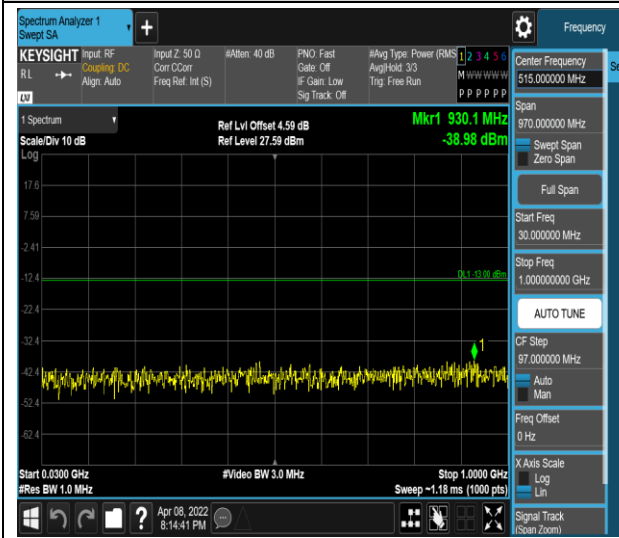 Spectrum Analyzer 1
Swept SA
Frequency
KEYSIGHT
RL
LXI
Input: RF
Coupling: DC
Align: Auto
Input Z: 50 Ω
Corr CCorr
Freq Ref: Int (S)
#Atten: 40 dB
PNO: Fast
Gate: Off
IF Gain: Low
Sig Track: Off
#Avg Type: Power (RMS
Avg|Hold: 3/3
Trig: Free Run
1 2 3 4 5 6
M W W W W W
P P P P P P
1 Spectrum
Scale/Div 10 dB
Log
Ref Lvl Offset 4.59 dB
Ref Level 27.59 dBm
Mkr1 930.1 MHz
-38.98 dBm
17.6
7.59
-2.41
-12.4
-22.4
-32.4
-42.4
-52.4
-62.4
DL1 -13.00 dBm
1
Start 0.0300 GHz
#Res BW 1.0 MHz
#Video BW 3.0 MHz
Stop 1.0000 GHz
Sweep ~1.18 ms (1000 pts)
Apr 08, 2022
8:14:41 PM
Center Frequency
515.000000 MHz
Se
Span
970.000000 MHz
Swept Span
Zero Span
Full Span
Start Freq
30.000000 MHz
Stop Freq
1.000000000 GHz
AUTO TUNE
CF Step
97.000000 MHz
Auto
Man
Freq Offset
0 Hz
X Axis Scale
Log
Lin
Signal Track
(Span Zoom)